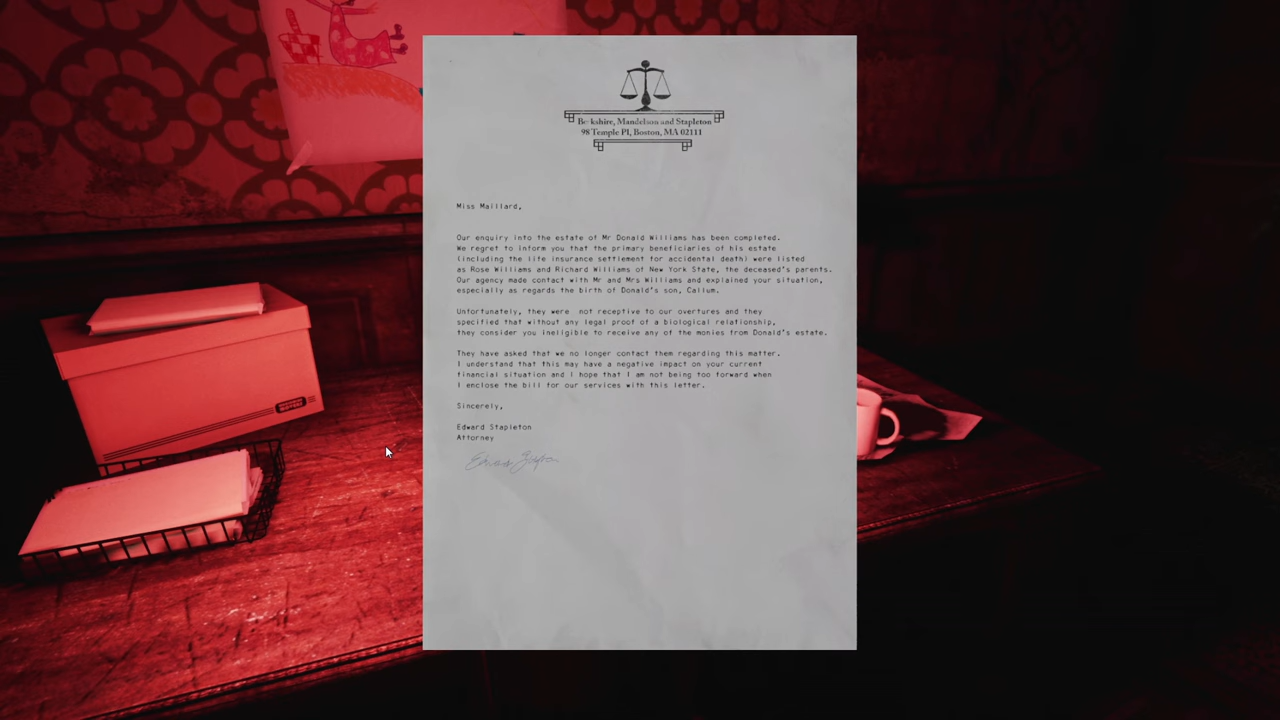 Berkshire, Mandelson and Stapleton
98 Temple Pl, Boston, MA 02111
Miss Maillard,
Our enquiry into the estate of Mr Donald Williams has been completed.
We regret to inform you that the primary beneficiaries of his estate
(including the life insurance settlement for accidental death) were listed
as Rose Williams and Richard Williams of New York State, the deceased's parents.
Our agency made contact with Mr and Mrs Williams and explained your situation,
especially as regards the birth of Donald's son, Callum.
Unfortunately, they were not receptive to our overtures and they
specified that without any legal proof of a biological relationship,
they consider you ineligible to receive any of the monies from Donald's estate.
They have asked that we no longer contact them regarding this matter.
I understand that this may have a negative impact on your current
financial situation and I hope that I am not being too forward when
I enclose the bill for our services with this letter.
Sincerely,
Edward Stapleton
Attorney